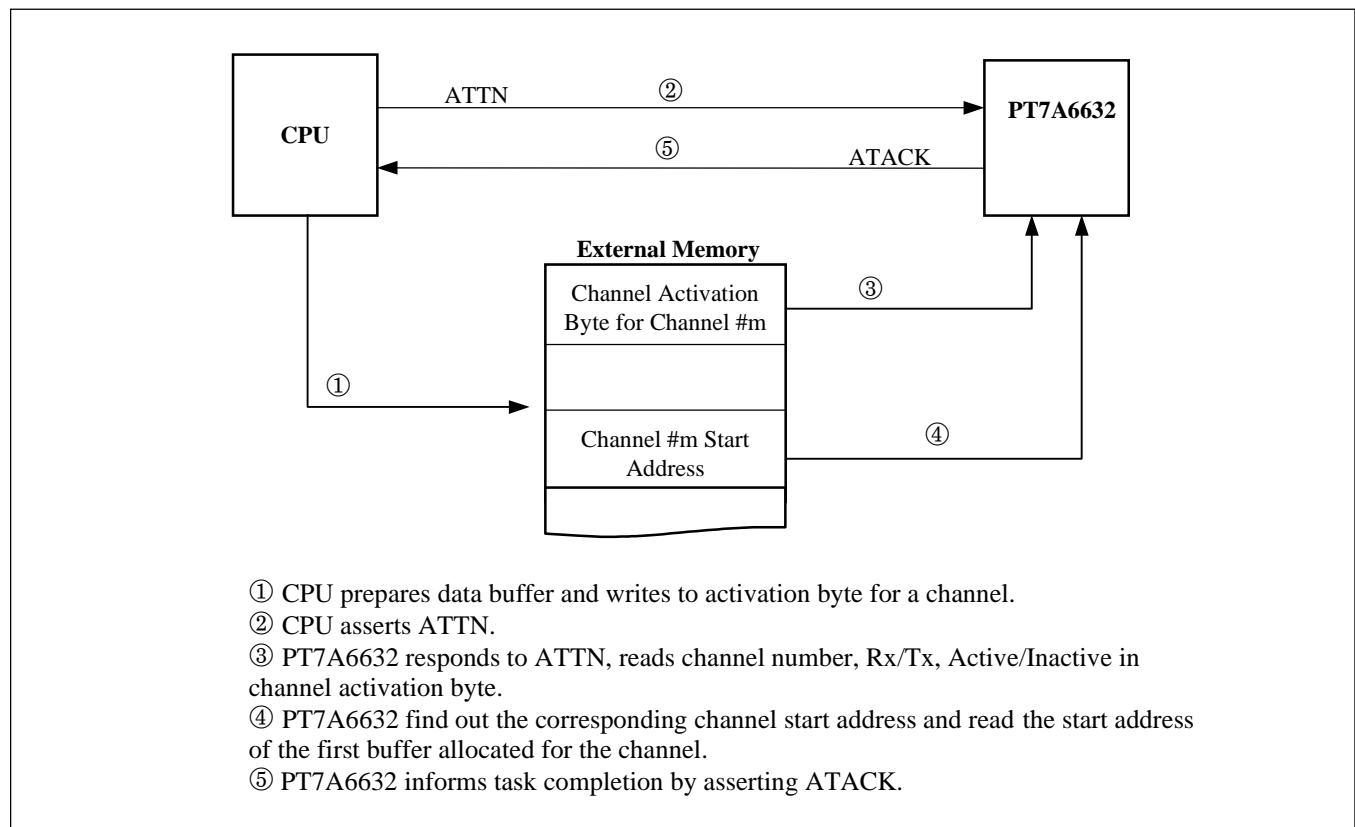 ATTN
②
PT7A6632
CPU
⑤
ATACK
External Memory
Channel Activation
Byte for Channel #m
③
①
Channel #m Start
Address
④
① CPU prepares data buffer and writes to activation byte for a channel.
② CPU asserts ATTN.
③ PT7A6632 responds to ATTN, reads channel number, Rx/Tx, Active/Inactive in
channel activation byte.
④ PT7A6632 find out the corresponding channel start address and read the start address
of the first buffer allocated for the channel.
⑤ PT7A6632 informs task completion by asserting ATACK.